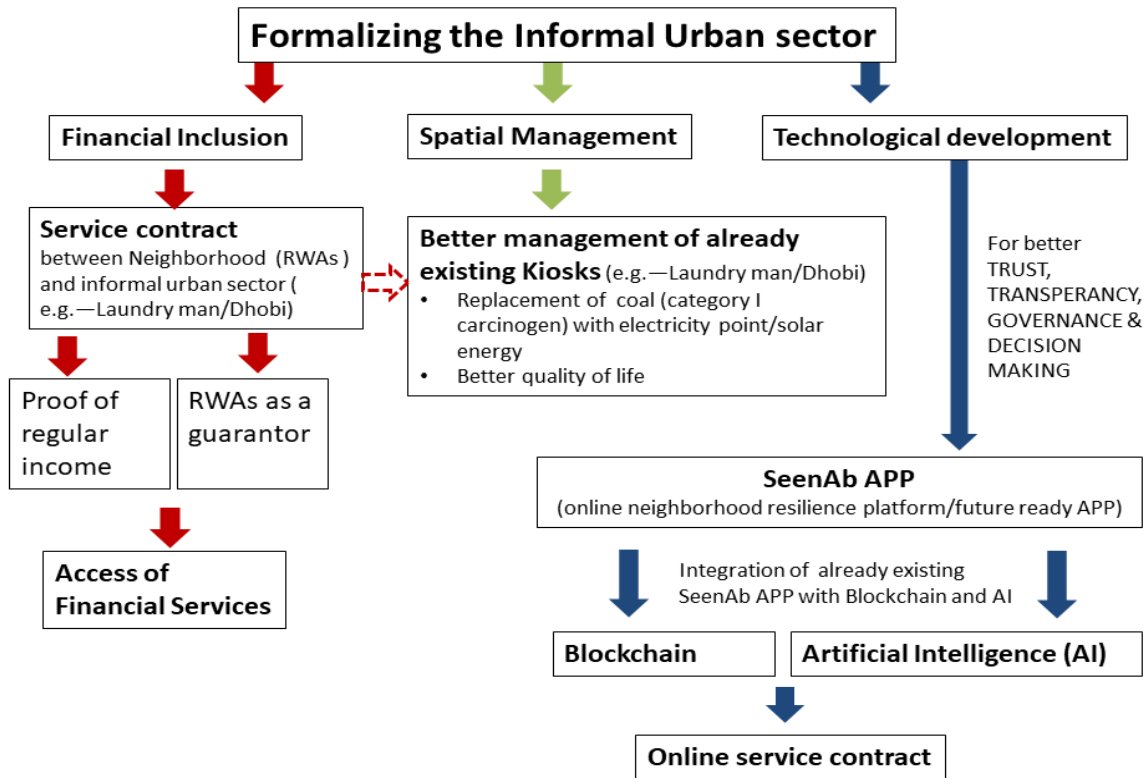 Formalizing the Informal Urban sector
Financial Inclusion
Spatial Management
Technological development
Service contract
between Neighborhood (RWAs )
and informal urban sector (
e.g.—Laundry man/Dhobi)
Better management of already
existing Kiosks (e.g.—Laundry man/Dhobi)
• Replacement of coal (category I
carcinogen) with electricity point/solar
energy
• Better quality of life
For better
TRUST,
TRANSPERANCY,
GOVERNANCE &
DECISION
MAKING
Proof of
regular
income
RWAs as a
guarantor
SeenAb APP
(online neighborhood resilience platform/future ready APP)
Access of
Financial Services
Integration of already existing
SeenAb APP with Blockchain and AI
Blockchain
Artificial Intelligence (AI)
Online service contract